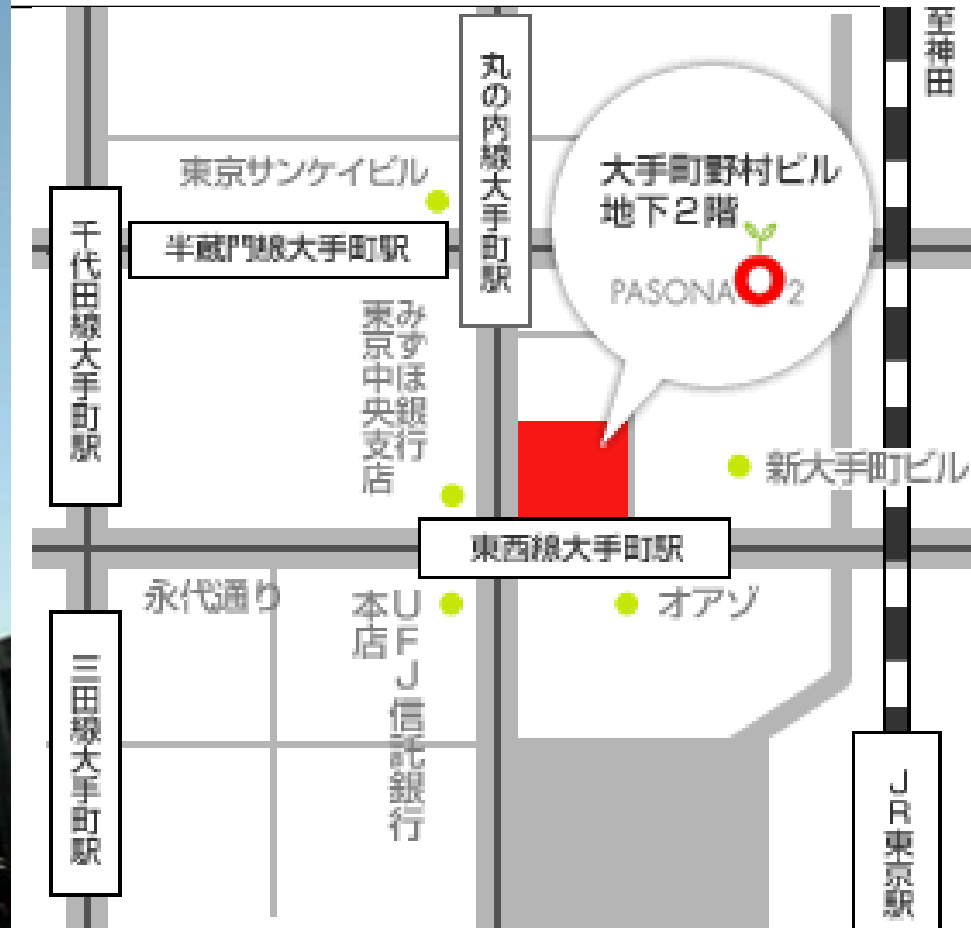 至神田
丸の内線大手町駅
東京サンケイビル
大手町野村ビル
地下2階
PASONA O 2
千代田線大手町駅
半蔵門線大手町駅
みずほ銀行
東京中央支店
新大手町ビル
東西線大手町駅
永代通り
UFJ信託銀行
本店
オアゾ
三田線大手町駅
JR東京駅